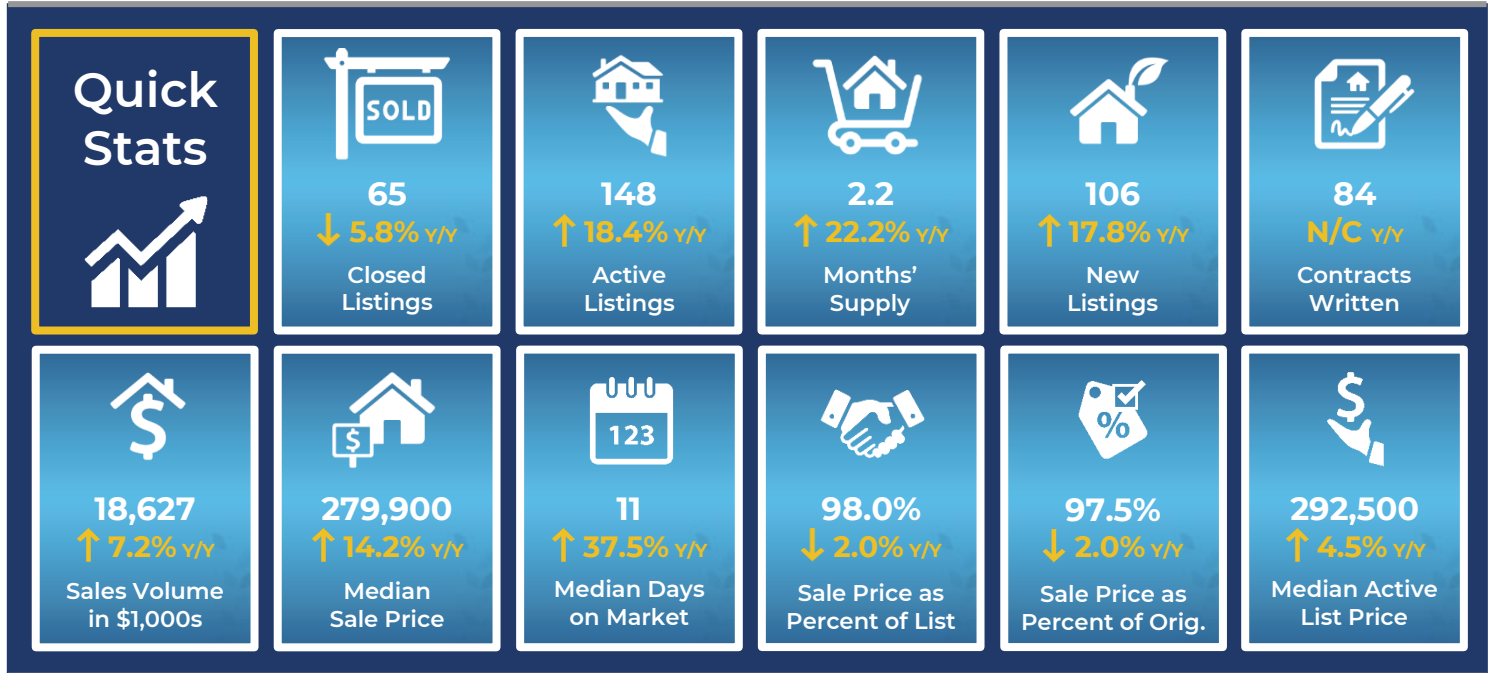 Quick
Stats
SOLD
65
↓ 5.8% Y/Y
Closed
Listings
148
↑ 18.4% Y/Y
Active
Listings
2.2
↑ 22.2% Y/Y
Months’
Supply
106
↑ 17.8% Y/Y
New
Listings
84
N/C Y/Y
Contracts
Written
$
18,627
↑ 7.2% Y/Y
Sales Volume
in $1,000s
$
279,900
↑ 14.2% Y/Y
Median
Sale Price
123
11
↑ 37.5% Y/Y
Median Days
on Market
98.0%
↓ 2.0% Y/Y
Sale Price as
Percent of List
%
97.5%
↓ 2.0% Y/Y
Sale Price as
Percent of Orig.
$
292,500
↑ 4.5% Y/Y
Median Active
List Price